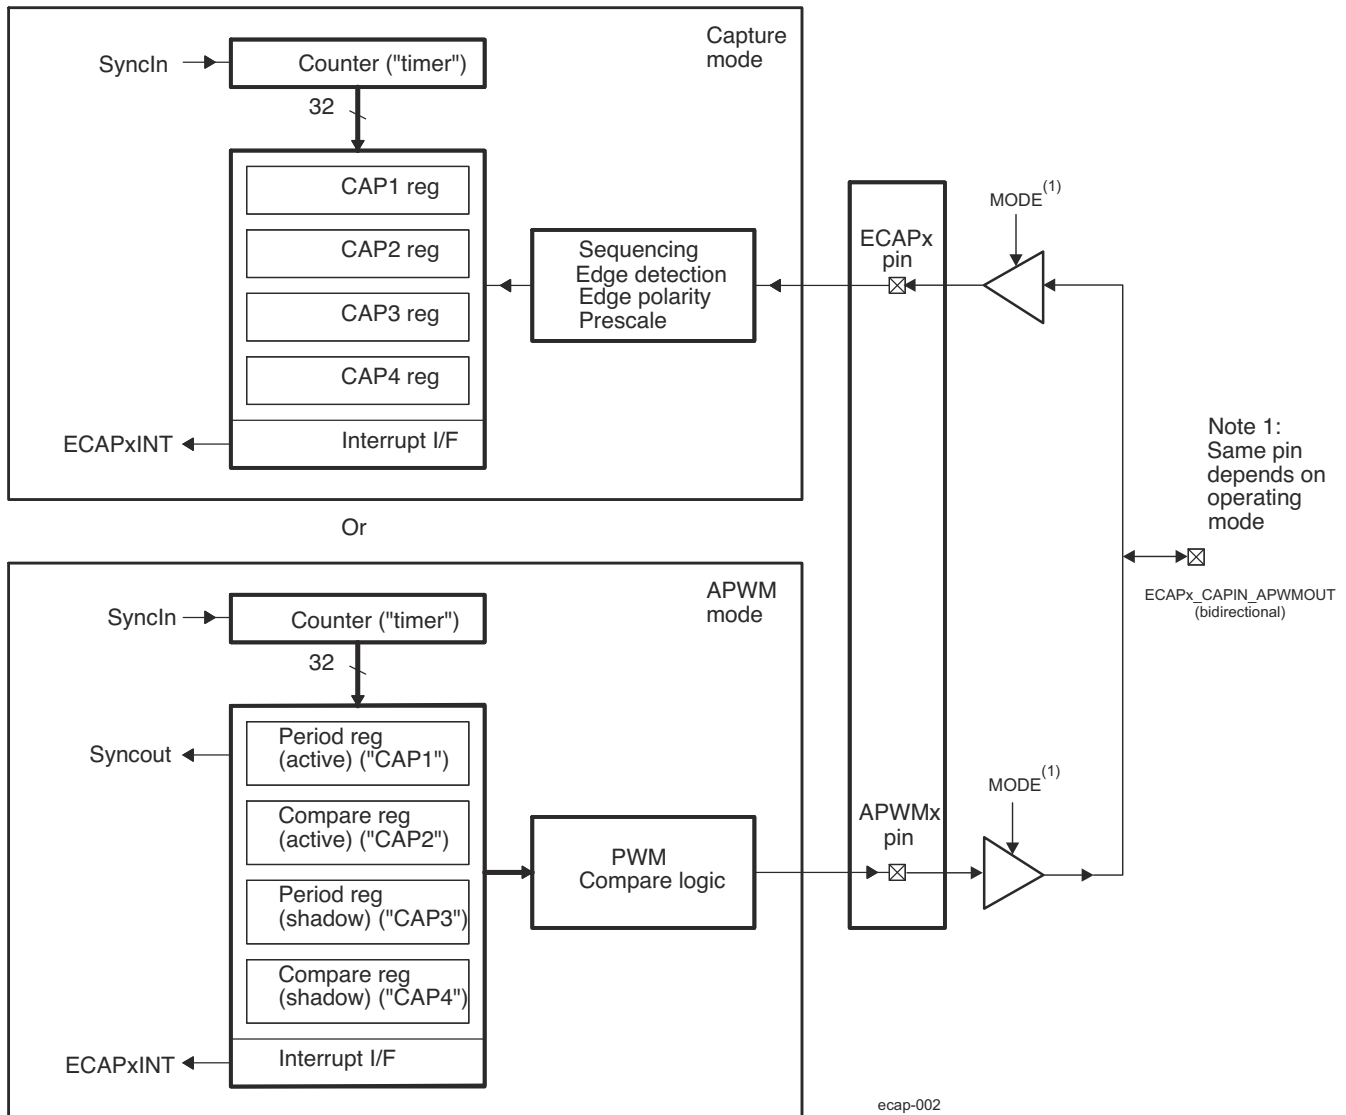 Capture
mode
SyncIn
Counter ("timer")
32
CAP1 reg
CAP2 reg
CAP3 reg
CAP4 reg
Interrupt I/F
ECAPxINT
Sequencing
Edge detection
Edge polarity
Prescale
ECAPx
pin
MODE(1)
Note 1:
Same pin
depends on
operating
mode
ECAPx_CAPIN_APWMOUT
(bidirectional)
Or
APWM
mode
SyncIn
Counter ("timer")
32
Syncout
Period reg
(active) ("CAP1")
Compare reg
(active) ("CAP2")
Period reg
(shadow) ("CAP3")
Compare reg
(shadow) ("CAP4")
Interrupt I/F
ECAPxINT
PWM
Compare logic
APWMx
pin
MODE(1)
ecap-002